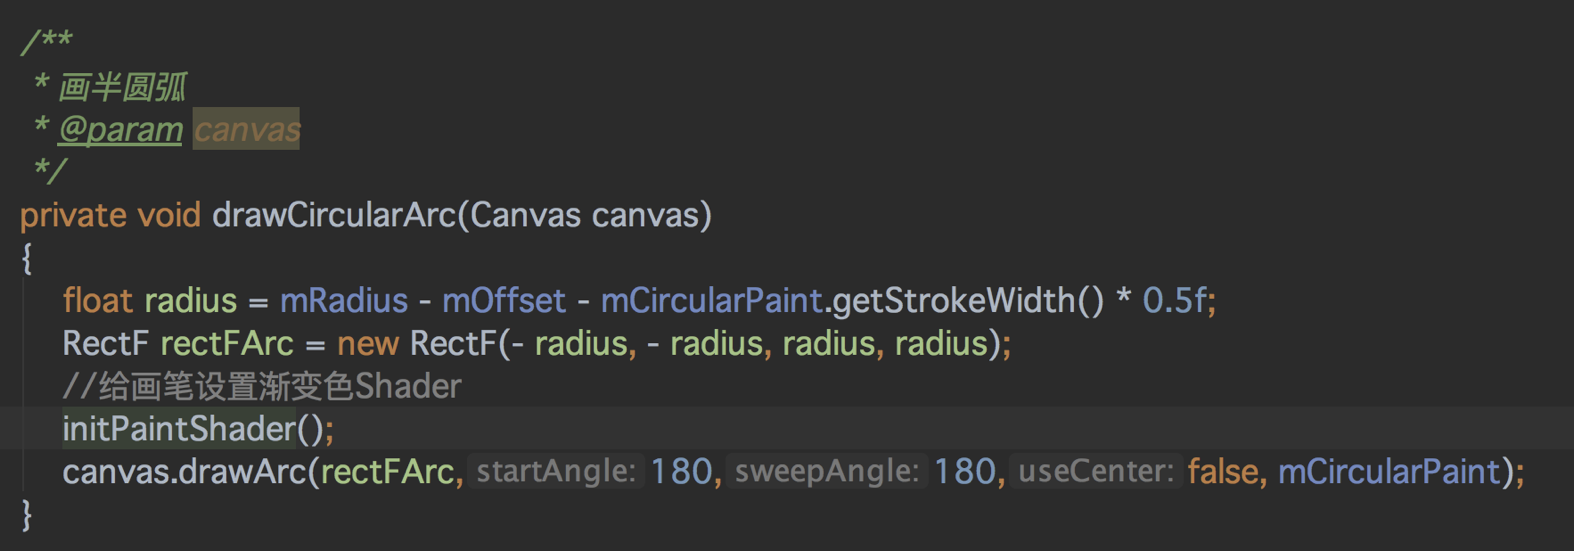 /**
* 画半圆弧
* @param canvas
*/
private void drawCircularArc(Canvas canvas)
{
float radius = mRadius - mOffset - mCircularPaint.getStrokeWidth() * 0.5f;
RectF rectFArc = new RectF(- radius, - radius, radius, radius);
//给画笔设置渐变色Shader
initPaintShader();
canvas.drawArc(rectFArc, startAngle: 180, sweepAngle: 180, useCenter: false, mCircularPaint);
}